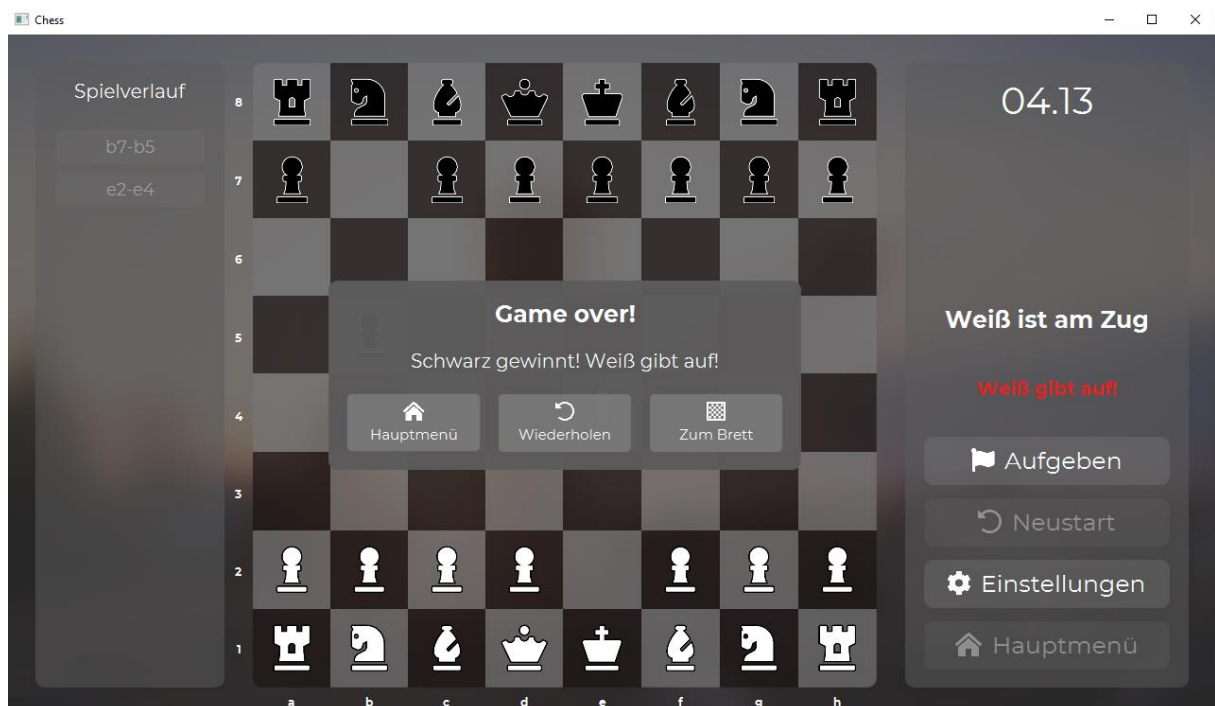 Chess
Spielverlauf
b7-b5
e2-e4
8
7
6
5
4
3
2
1
a b c d e f g h
Game over!
Schwarz gewinnt! Weiß gibt auf!
Hauptmenü Wiederholen Zum Brett
04.13
Weiß ist am Zug
Weiß gibt auf!
Aufgeben
Neustart
Einstellungen
Hauptmenü